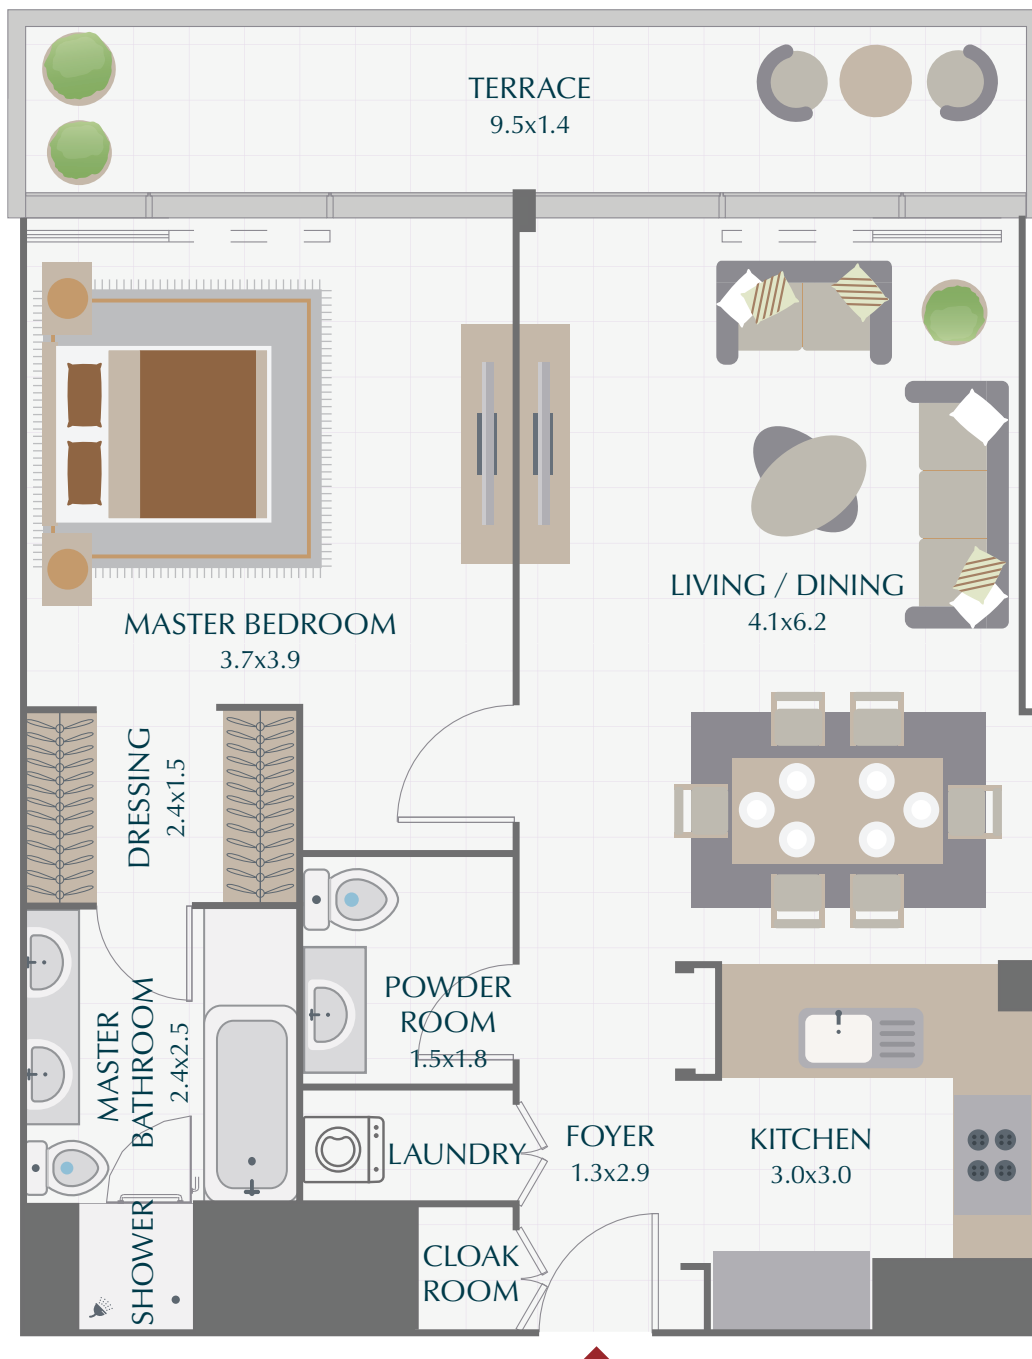 TERRACE
9.5x1.4
MASTER BEDROOM
3.7x3.9
LIVING / DINING
4.1x6.2
DRESSING
2.4x1.5
POWDER
ROOM
1.5x1.8
MASTER
BATHROOM
2.4x2.5
LAUNDRY
FOYER
1.3x2.9
KITCHEN
3.0x3.0
SHOWER
CLOAK
ROOM